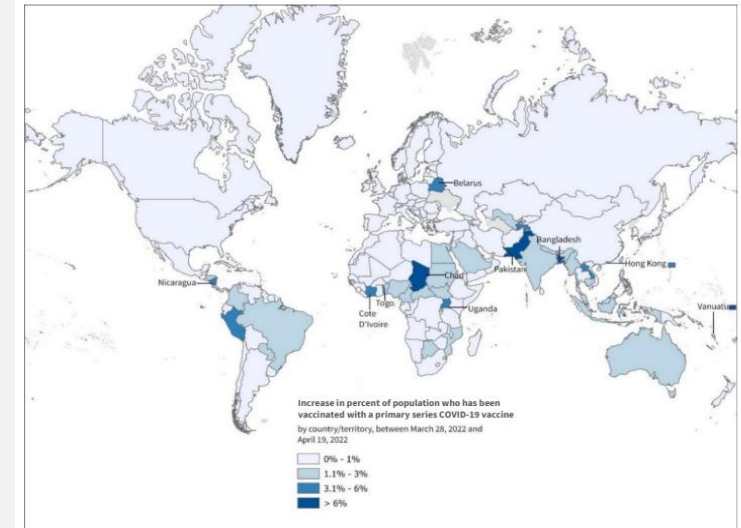 Belarus
Bangladesh
Hong Kong
Nicaragua
Chad
Pakistan
Togo
Cote
D'Ivoire
Uganda
Vanuatu
Increase in percent of population who has been
vaccinated with a primary series COVID-19 vaccine
by country/territory, between March 28, 2022 and
April 19, 2022
0% - 1%
1.1% - 3%
3.1% - 6%
> 6%